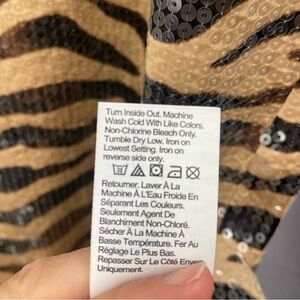 Turn Inside Out. Machine
Wash Cold With Like Colors.
Non-Chlorine Bleach Only.
Tumble Dry Low. Iron on
Lowest Setting. Iron on
reverse side only.
Retourner. Laver À La
Machine À L'Eau Froide En
Séparant Les Couleurs.
Seulement Agent De
Blanchiment Non-Chloré.
Sécher À La Machine À
Basse Température. Fer Au
Réglage Le Plus Bas.
Repasser Sur Le Côté Envers
Uniquement.